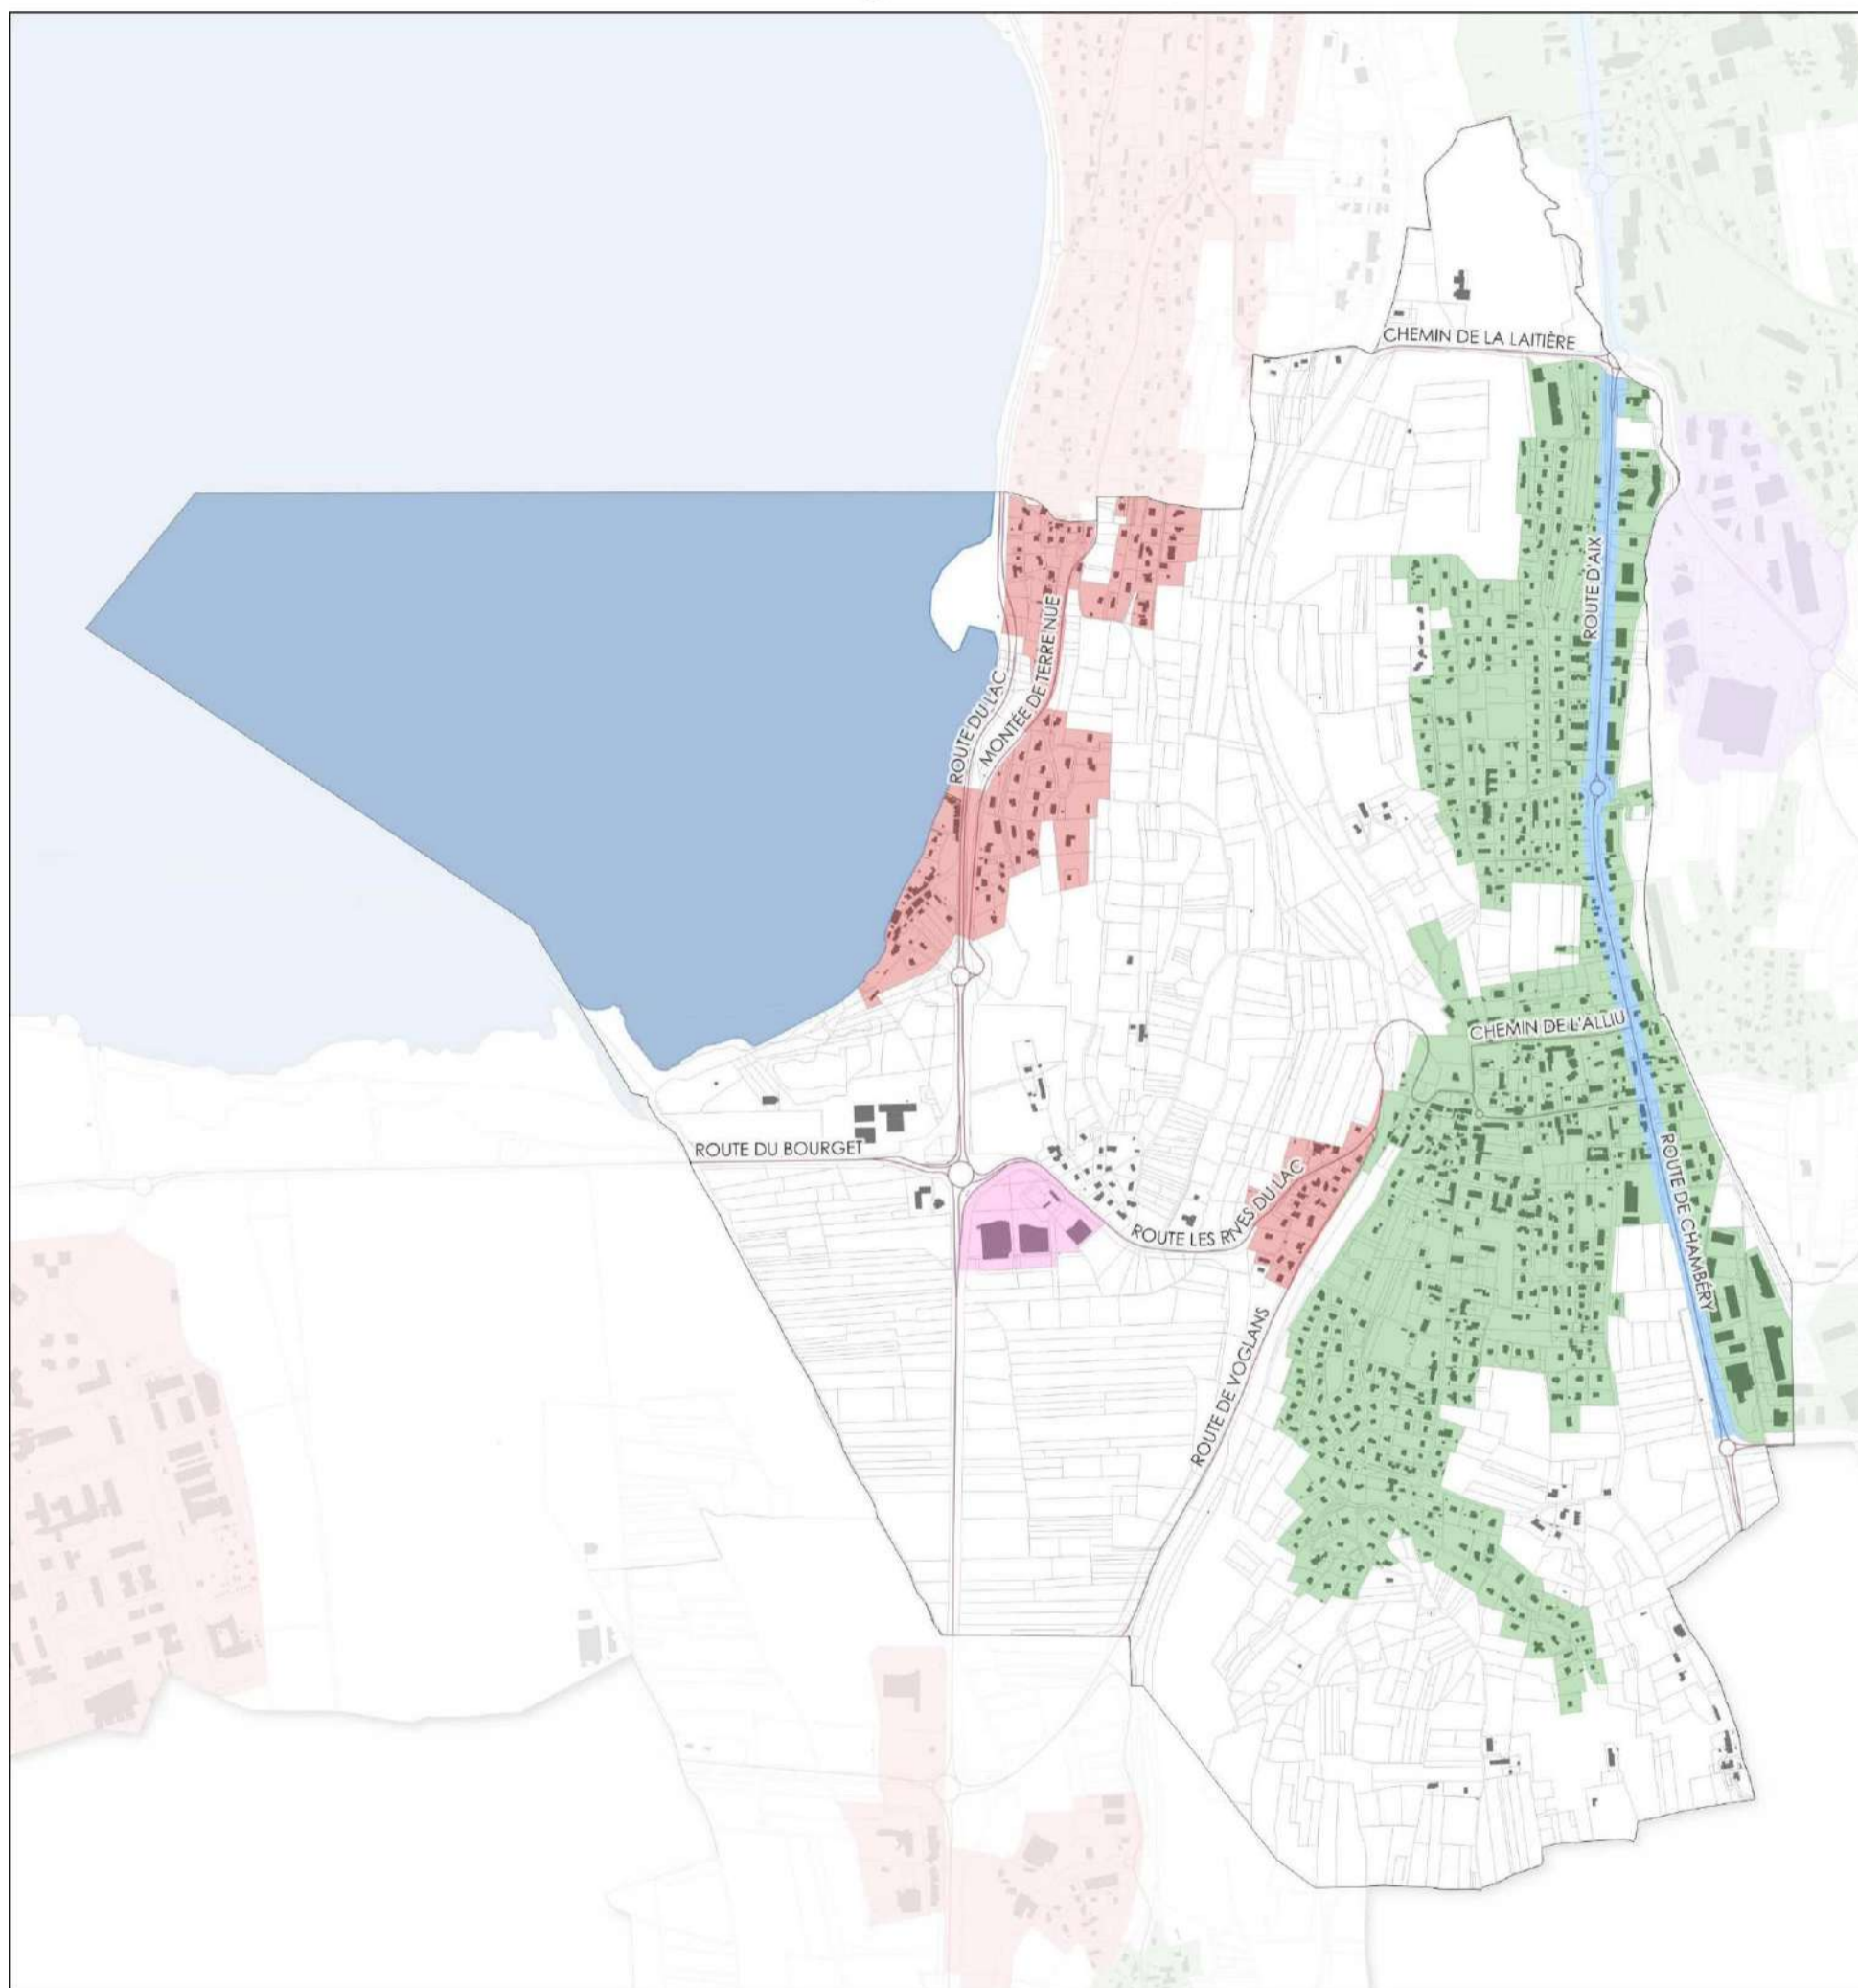 CHEMIN DE LA LAITIÈRE
ROUTE D'AIX
MONTÉE DE TERRE NUE
ROUTE DU LAC
CHEMIN DE L'ALLIU
ROUTE DU BOURGET
ROUTE LES RIVES DU LAC
ROUTE DE CHAMBÉRY
ROUTE DE VOGLANS